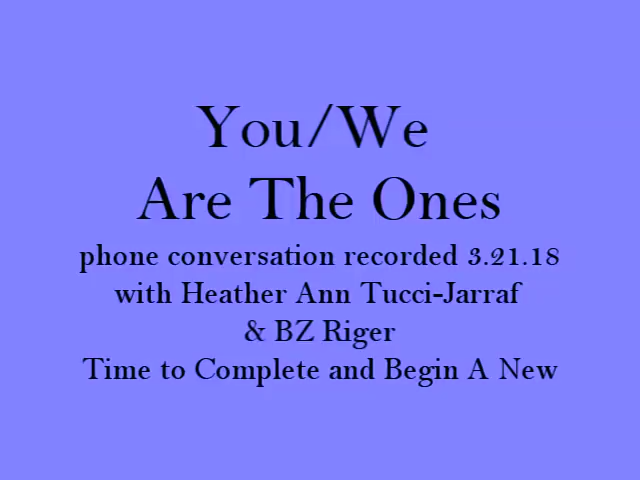 You/We
Are The Ones
phone conversation recorded 3.21.18
with Heather Ann Tucci-Jarraf
& BZ Riger
Time to Complete and Begin A New